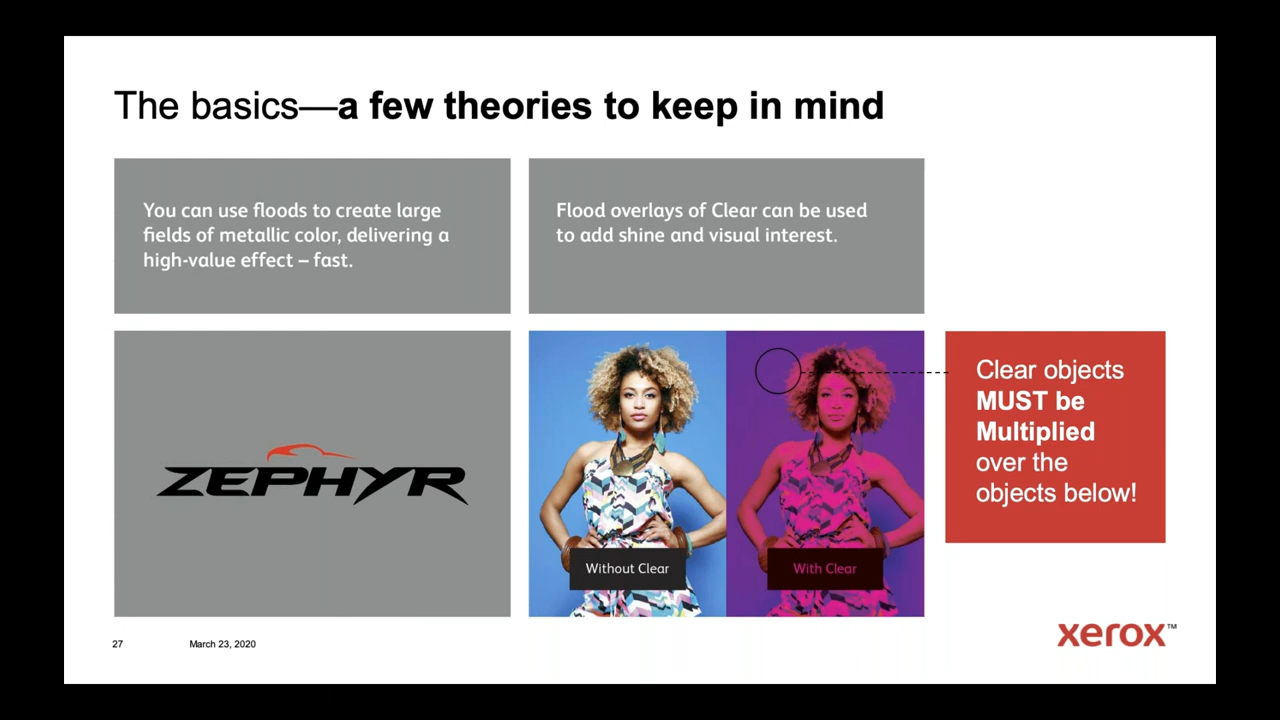 The basics—a few theories to keep in mind
You can use floods to create large
fields of metallic color, delivering a
high-value effect – fast.
Flood overlays of Clear can be used
to add shine and visual interest.
ZEPHYR
Without Clear
With Clear
Clear objects
MUST be
Multiplied
over the
objects below!
27
March 23, 2020
xerox™